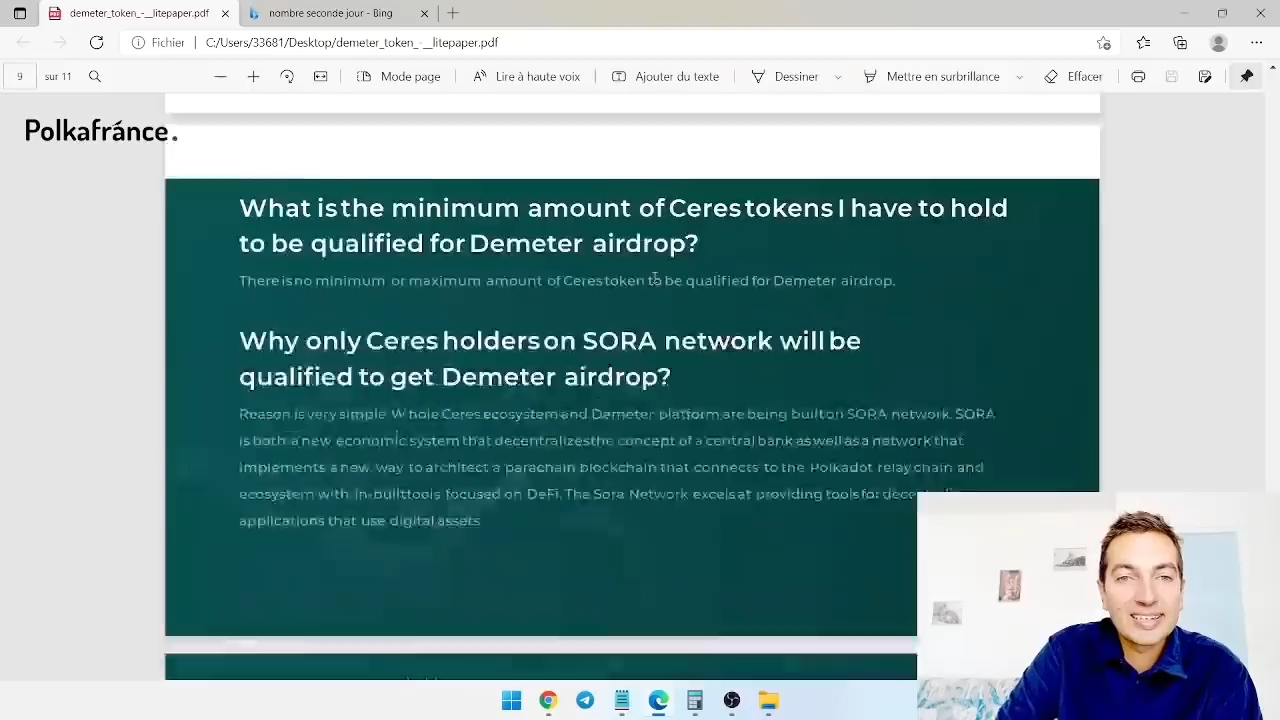 demeter_token_-_litepaper.pdf
nombre seconde jour - Bing
Fichier
C:/Users/33681/Desktop/demeter_token_-__litepaper.pdf
9
sur 11
Mode page
Lire à haute voix
Ajouter du texte
Dessiner
Mettre en surbrillance
Effacer
Polkafránce.
What is the minimum amount of Ceres tokens I have to hold
to be qualified for Demeter airdrop?
There is no minimum or maximum amount of Ceres token to be qualified for Demeter airdrop.
Why only Ceres holders on SORA network will be
qualified to get Demeter airdrop?
Reason is very simple. Whole Ceres ecosystem and Demeter platform are being built on SORA network. SORA
is both a new economic system that decentralizes the concept of a central bank as well as a network that
implements a new way to architect a parachain blockchain that connects to the Polkadot relay chain and
ecosystem with in-built tools focused on DeFi. The Sora Network excels at providing tools for
applications that use digital assets